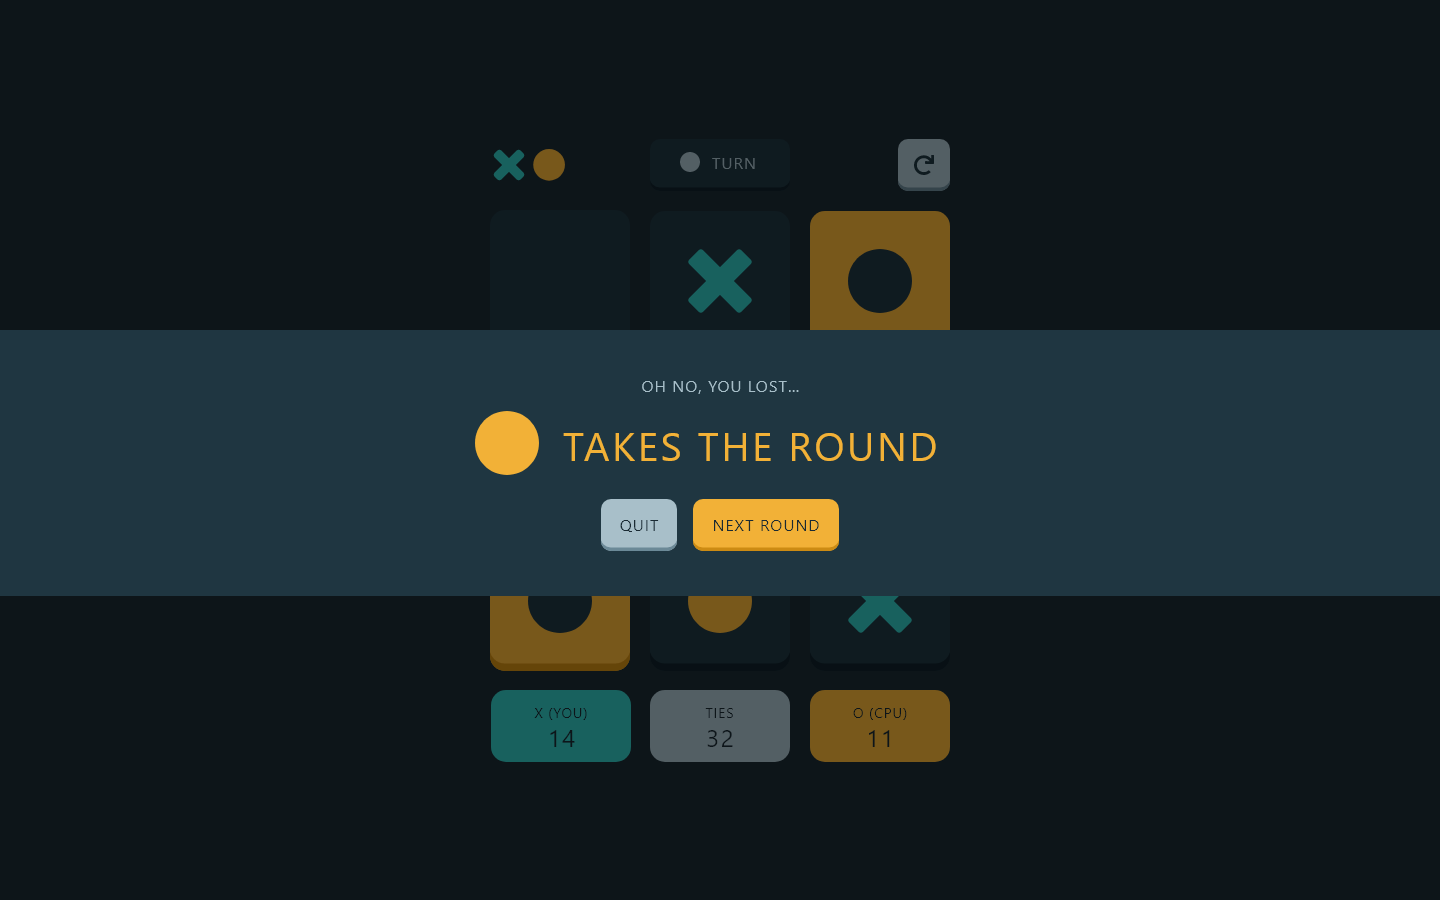 TURN
OH NO, YOU LOST...
TAKES THE ROUND
QUIT
NEXT ROUND
X (YOU)
14
TIES
32
O (CPU)
11